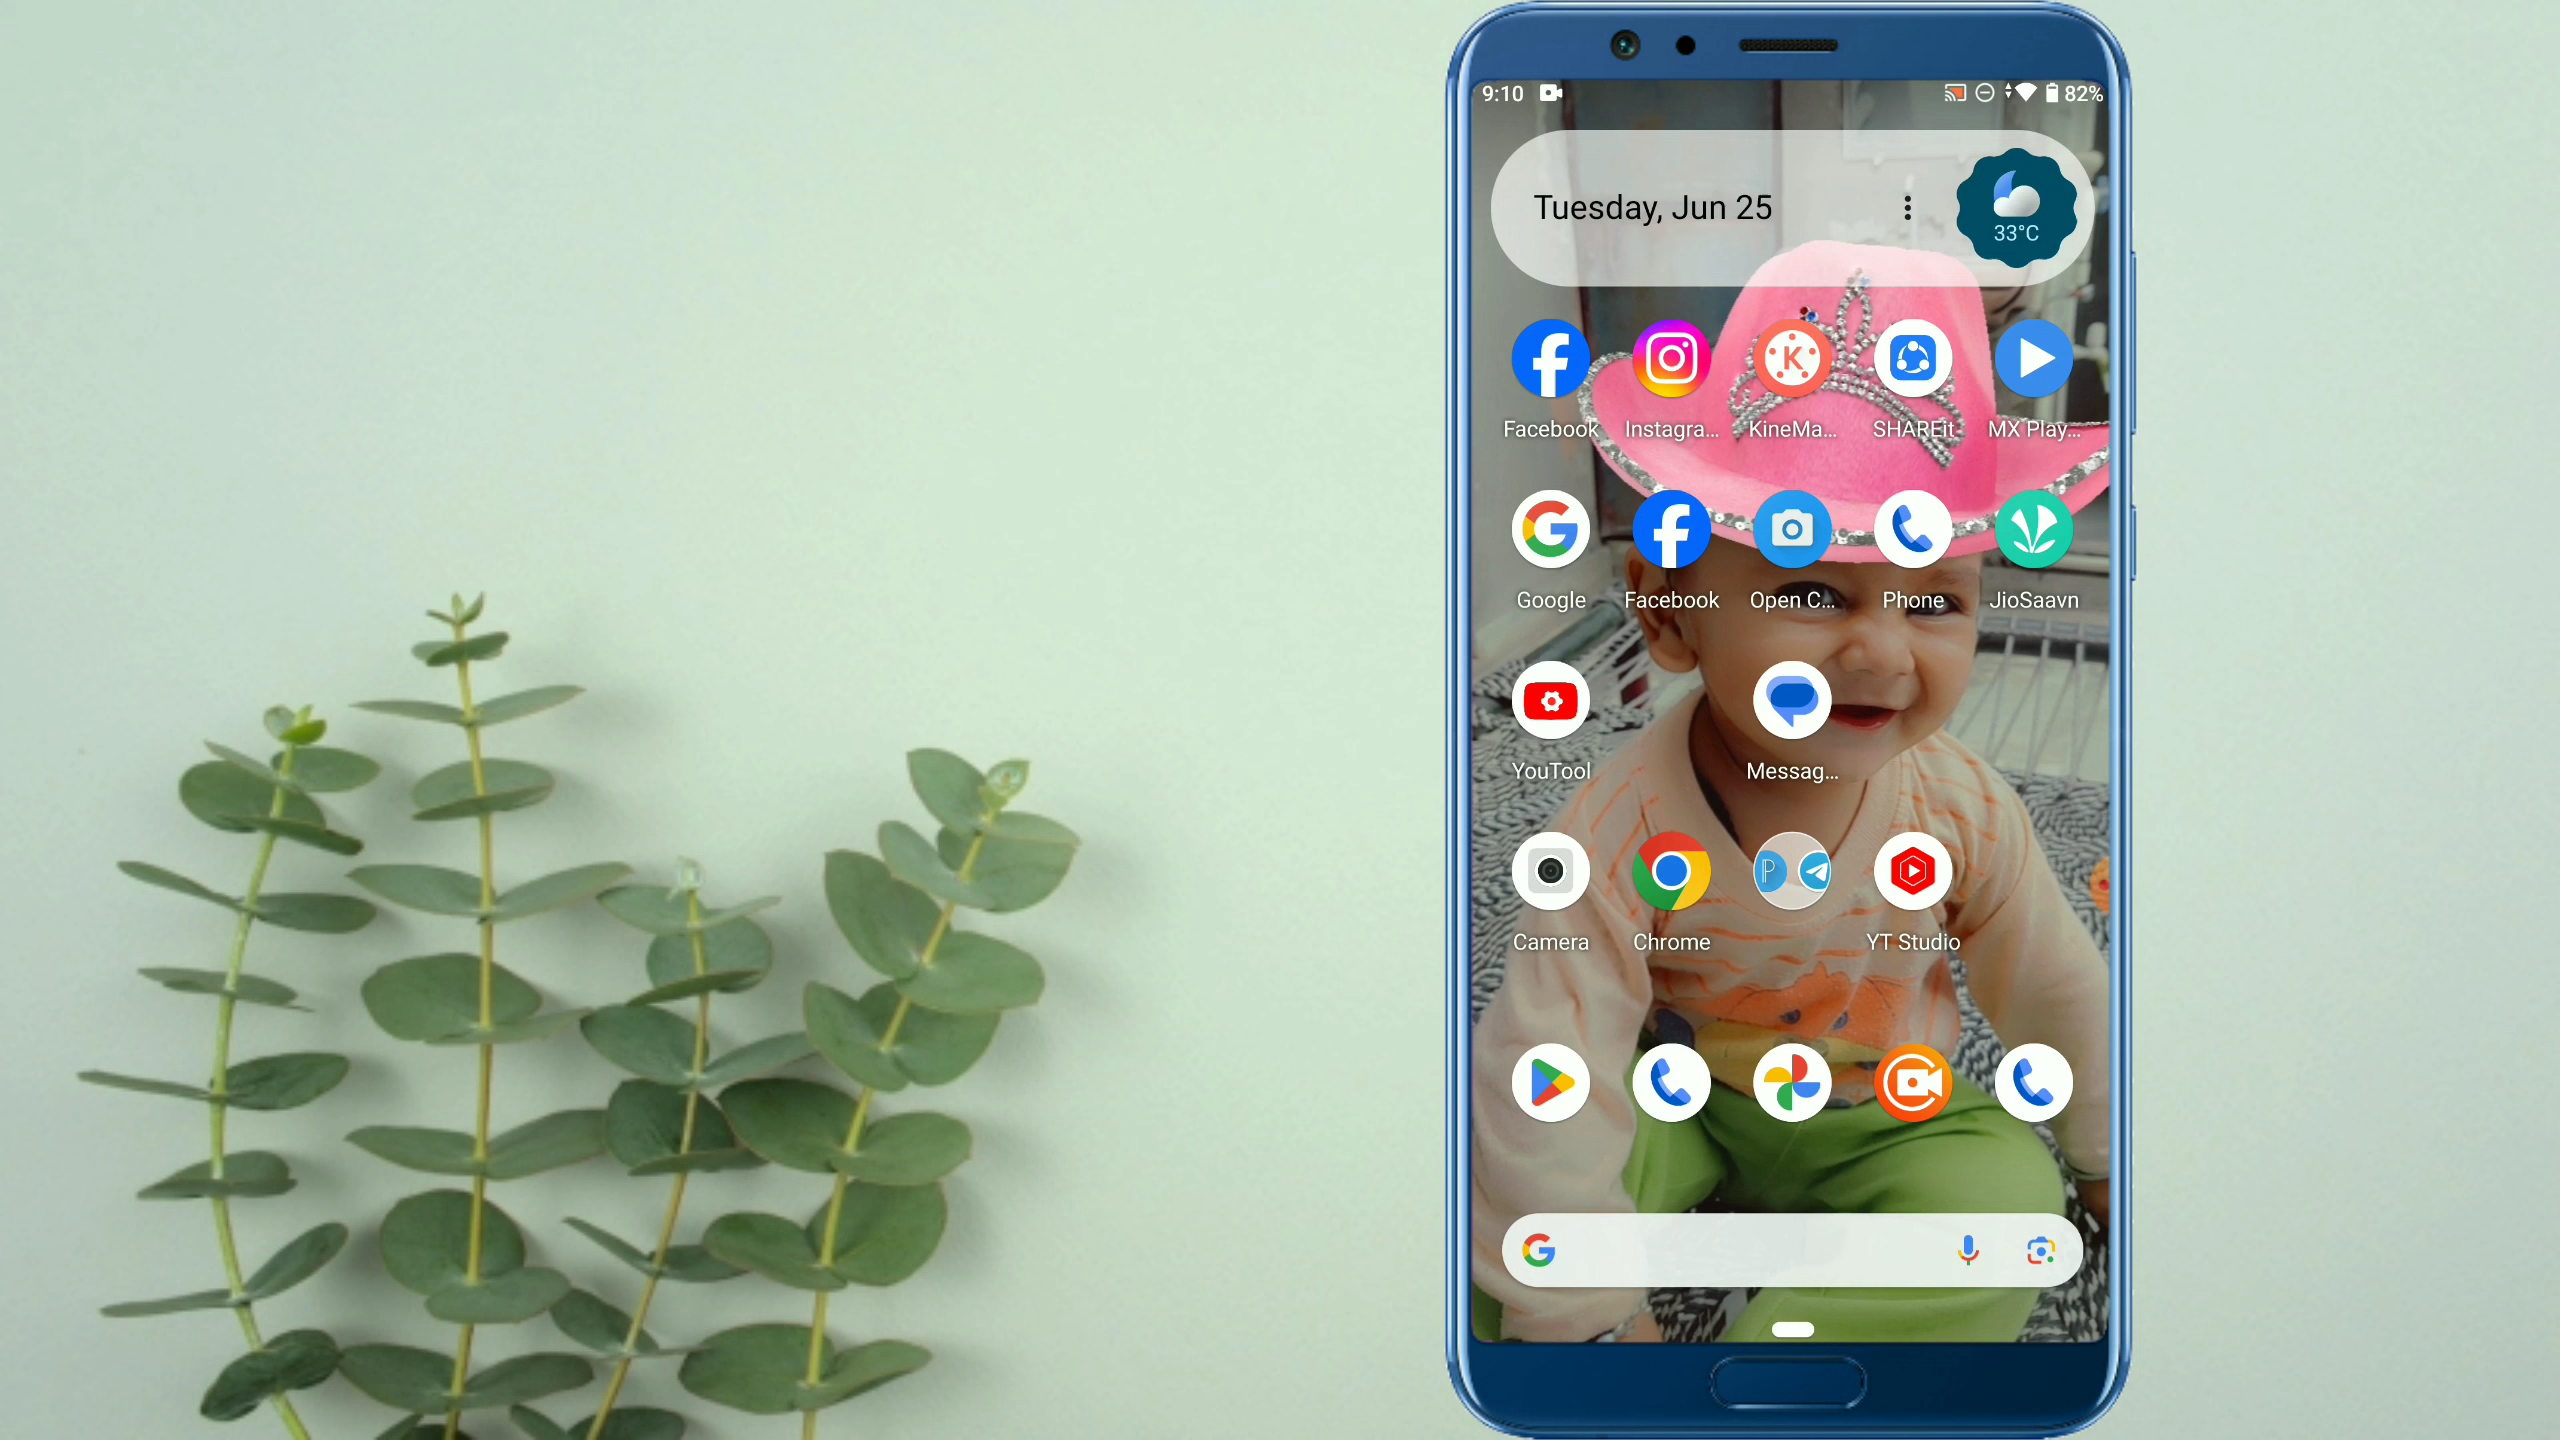 9:10 82%
Tuesday, Jun 25
33°C
Facebook Instagra... KineMa... SHAREit MX Play...
Google Facebook Open C... Phone JioSaavn
YouTool Messag...
Camera Chrome YT Studio